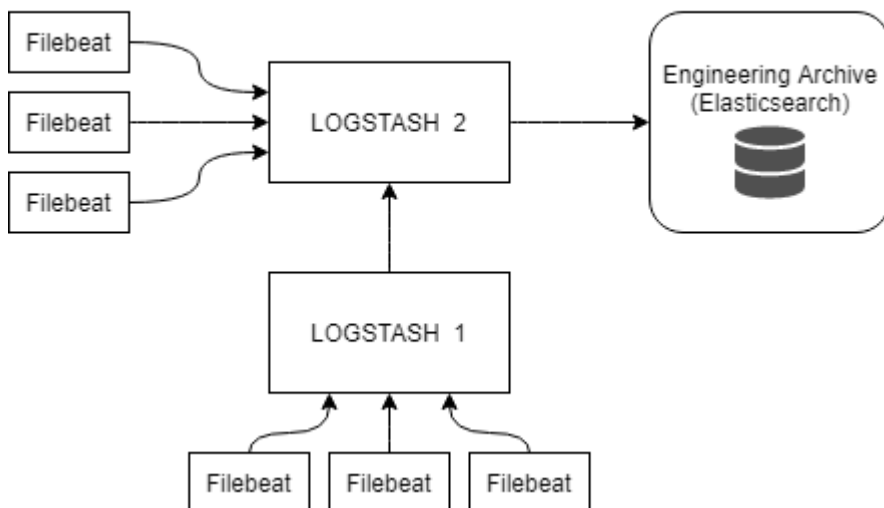 Filebeat
Filebeat
Filebeat
LOGSTASH 2
Engineering Archive
(Elasticsearch)
LOGSTASH 1
Filebeat
Filebeat
Filebeat